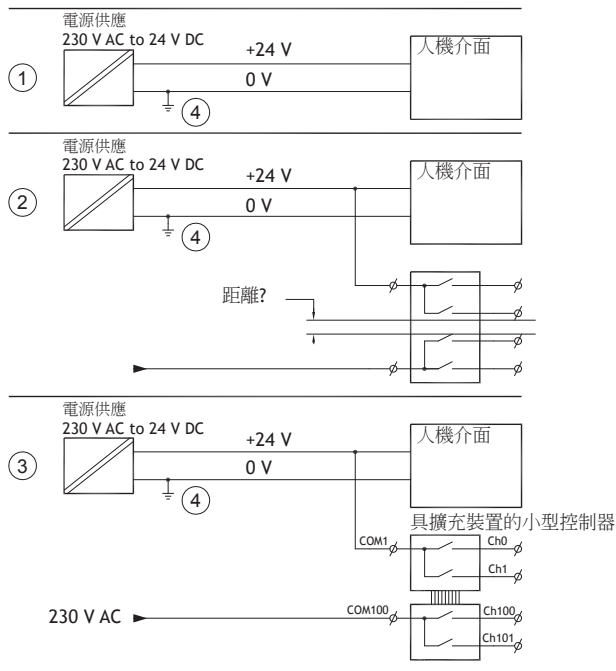 電源供應
230 V AC to 24 V DC
+24 V
人機介面
1
0 V
4
電源供應
230 V AC to 24 V DC
+24 V
人機介面
2
0 V
4
距離?
電源供應
230 V AC to 24 V DC
+24 V
人機介面
3
0 V
4
具擴充裝置的小型控制器
COM1
Ch0
Ch1
230 V AC
COM100
Ch100
Ch101